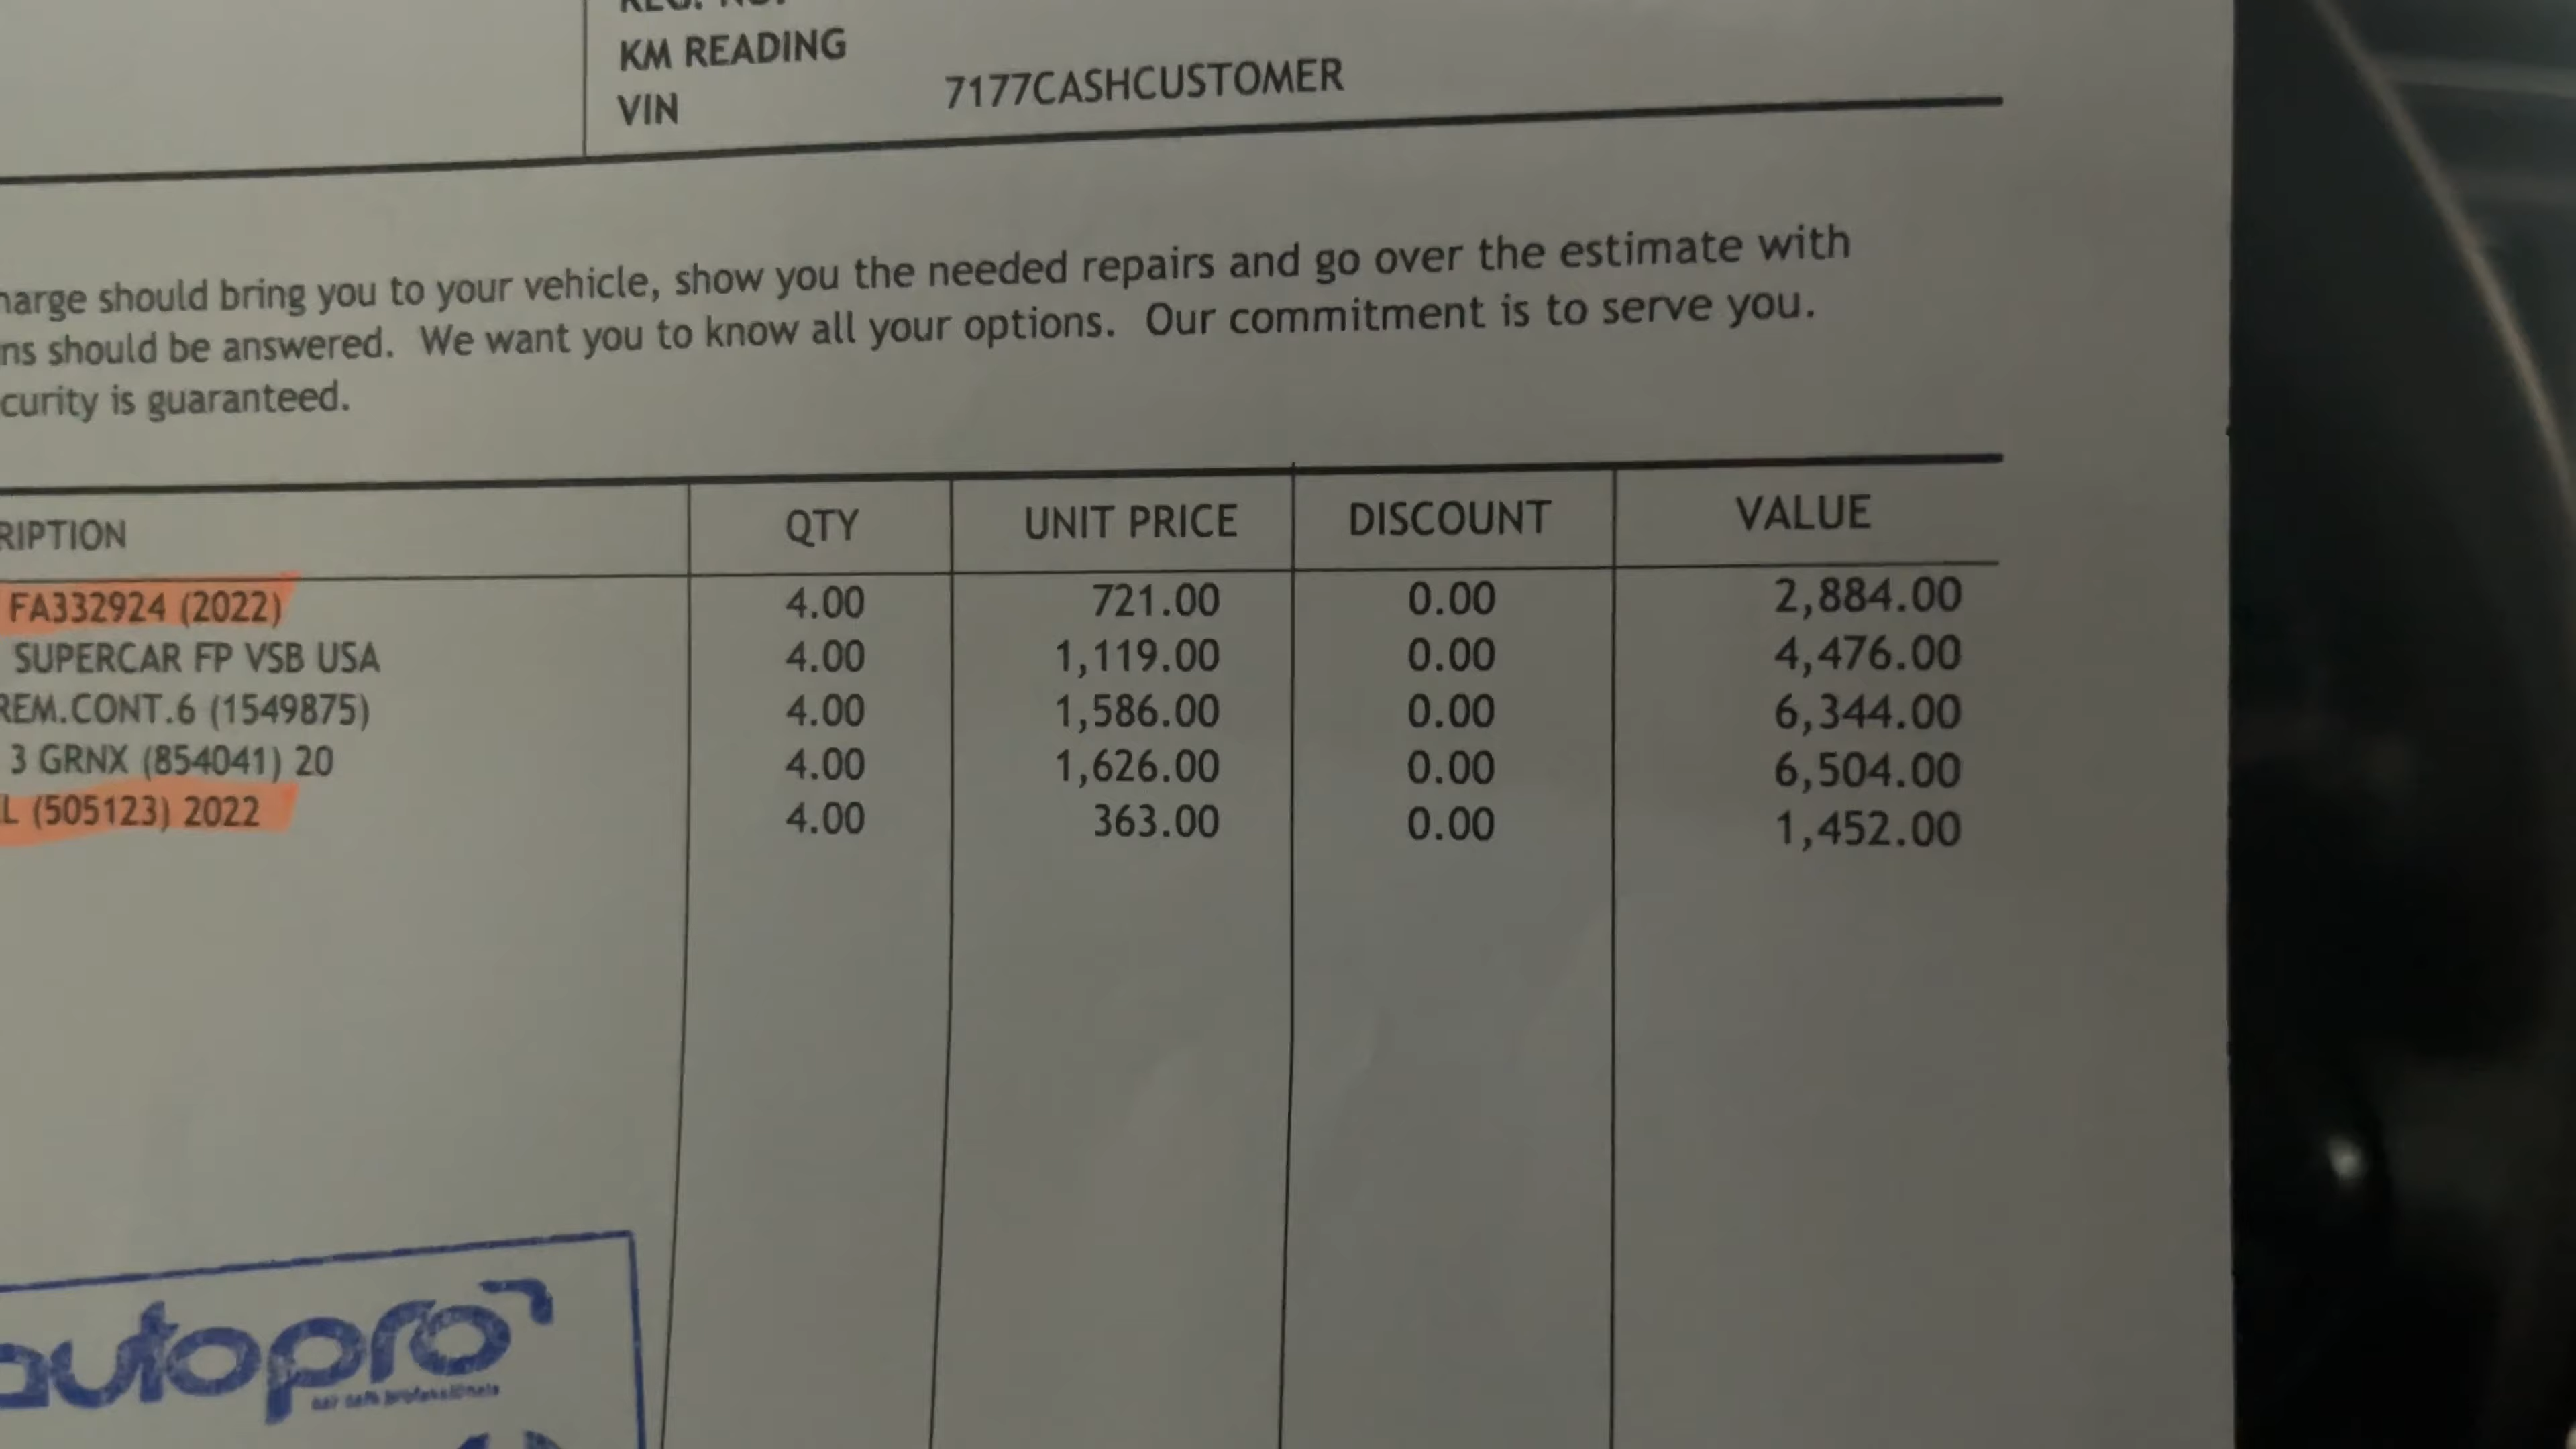 KM READING
VIN 7177CASHCUSTOMER
should bring you to your vehicle, show you the needed repairs and go over the estimate with
should be answered. We want you to know all your options. Our commitment is to serve you.
is guaranteed.
QTY UNIT PRICE DISCOUNT VALUE
FA332924 (2022) 4.00 721.00 0.00 2,884.00
SUPERCAR FP VSB USA 4.00 1,119.00 0.00 4,476.00
REM.CONT.6 (1549875) 4.00 1,586.00 0.00 6,344.00
3 GRNX (854041) 20 4.00 1,626.00 0.00 6,504.00
L (505123) 2022 4.00 363.00 0.00 1,452.00
autopro
car care professionals